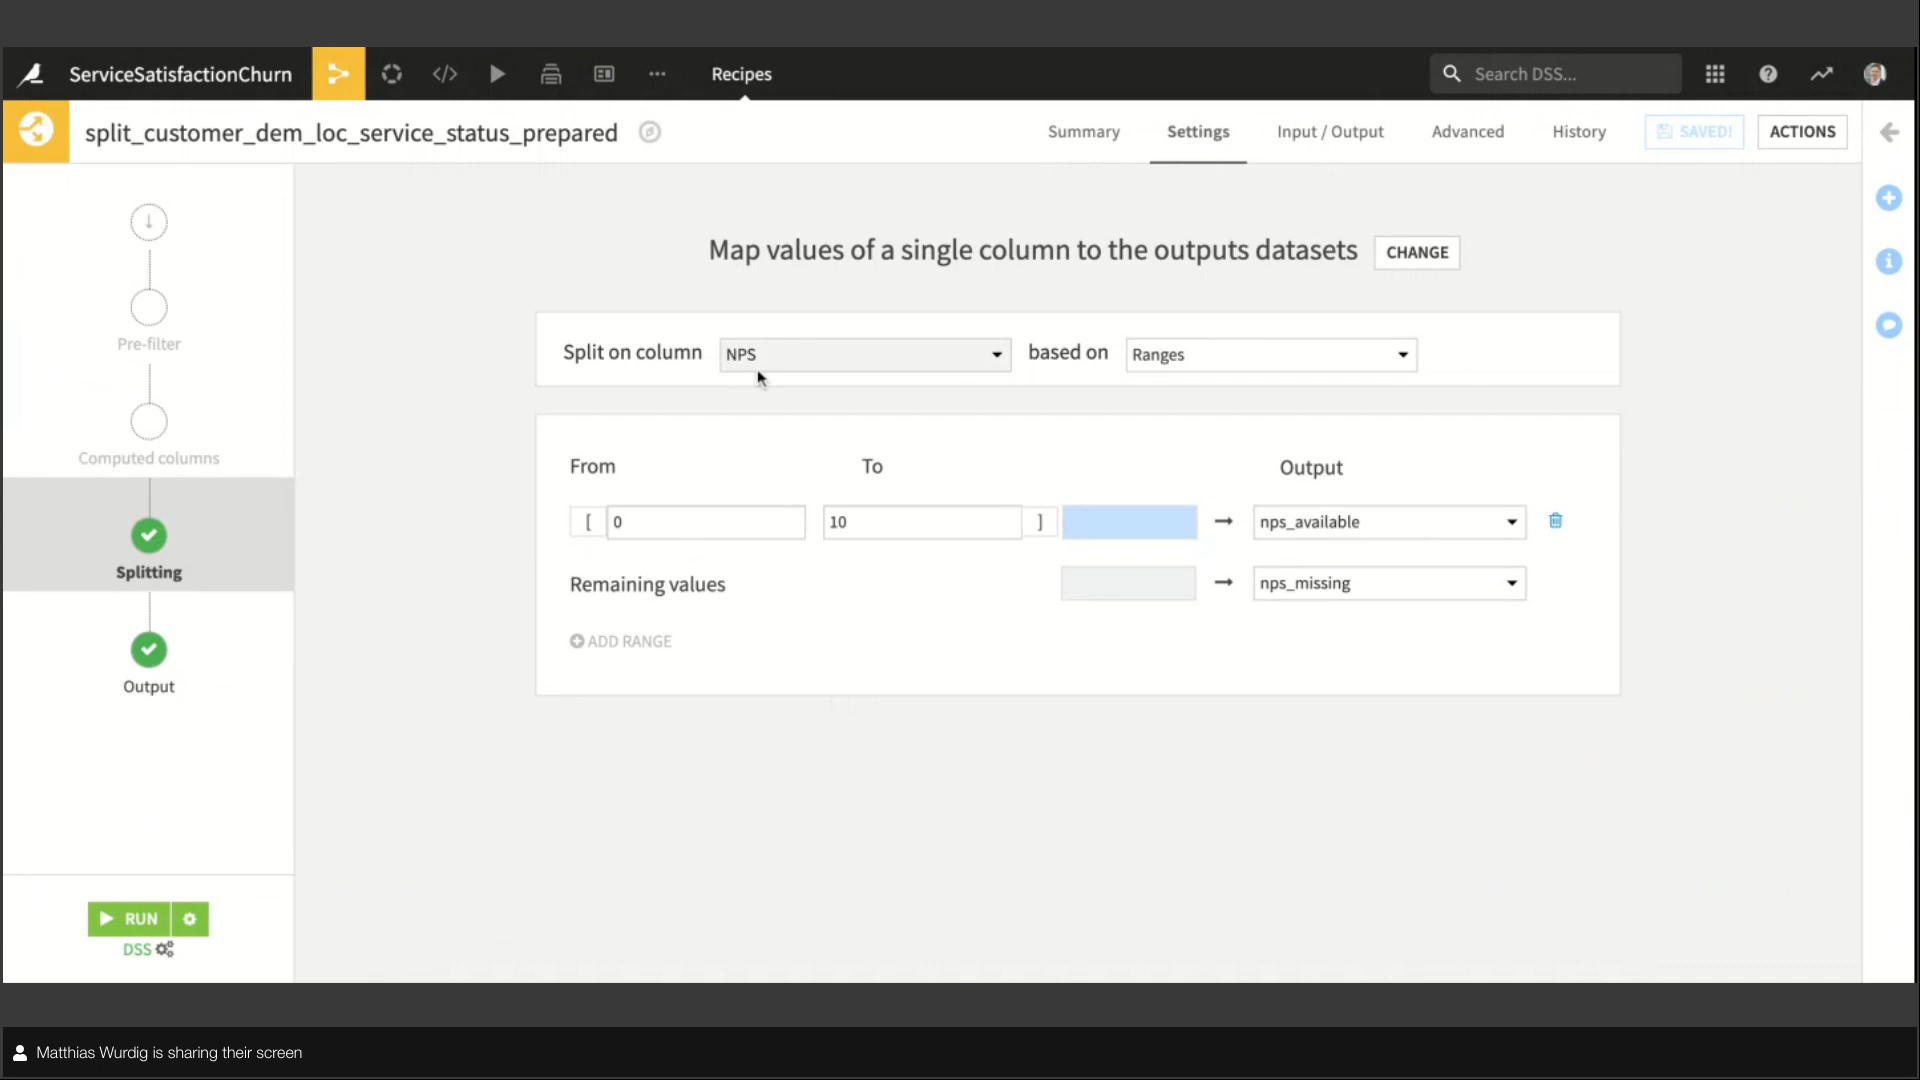 ServiceSatisfactionChurn
Recipes
Search DSS...
split_customer_dem_loc_service_status_prepared
Summary
Settings
Input / Output
Advanced
History
SAVED!
ACTIONS
Pre-filter
Computed columns
Splitting
Output
RUN
DSS
Map values of a single column to the outputs datasets
CHANGE
Split on column NPS based on Ranges
From To Output
[ 0 10 ] → nps_available
Remaining values → nps_missing
ADD RANGE
Matthias Wurdig is sharing their screen